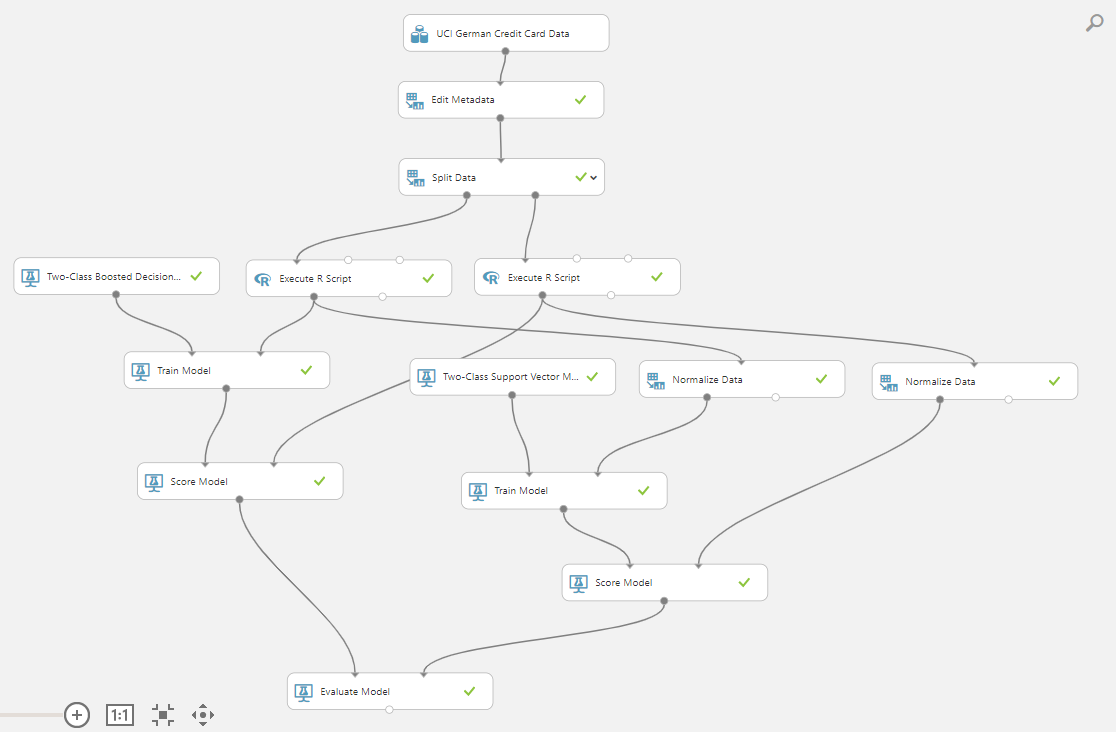 UCI German Credit Card Data
Edit Metadata
Split Data
Two-Class Boosted Decision...
R Execute R Script
R Execute R Script
Train Model
Two-Class Support Vector M...
Normalize Data
Normalize Data
Score Model
Train Model
Score Model
Evaluate Model
1:1